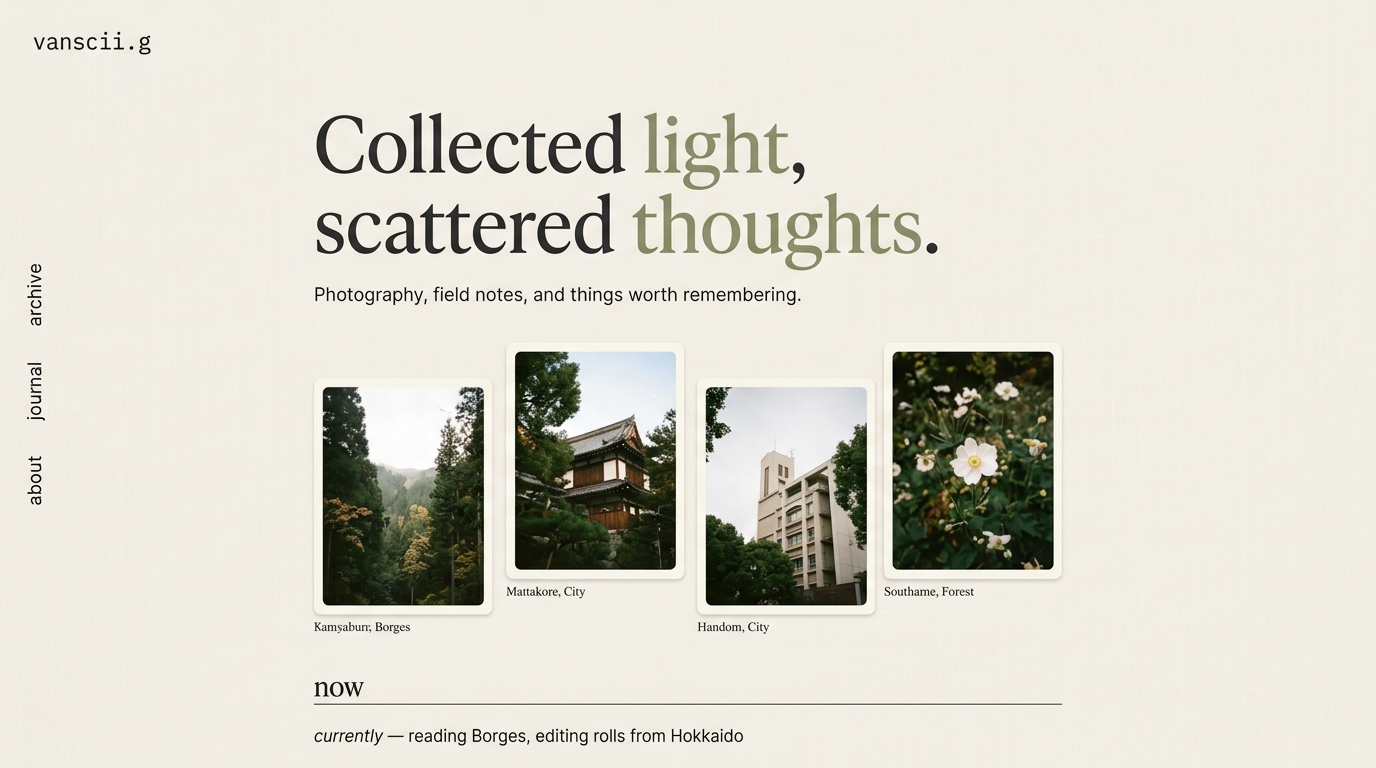 vanscii.g
Collected light,
scattered thoughts.
Photography, field notes, and things worth remembering.
archive
journal
about
Mattakore, City
Southame, Forest
Kamșaburr, Borges
Handom, City
now
currently — reading Borges, editing rolls from Hokkaido